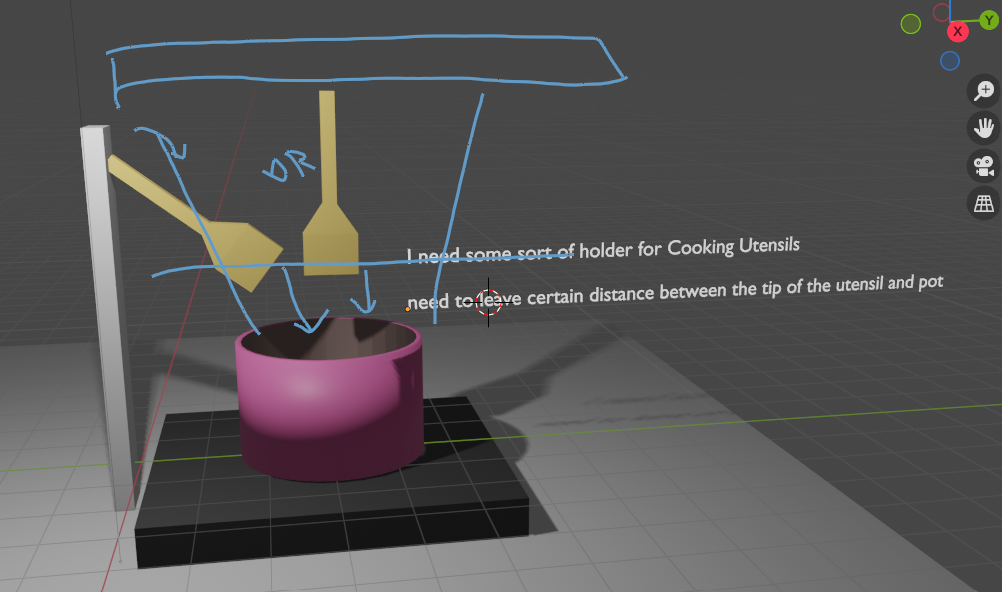 Y
X
OR
I need some sort of holder for Cooking Utensils
need to leave certain distance between the tip of the utensil and pot